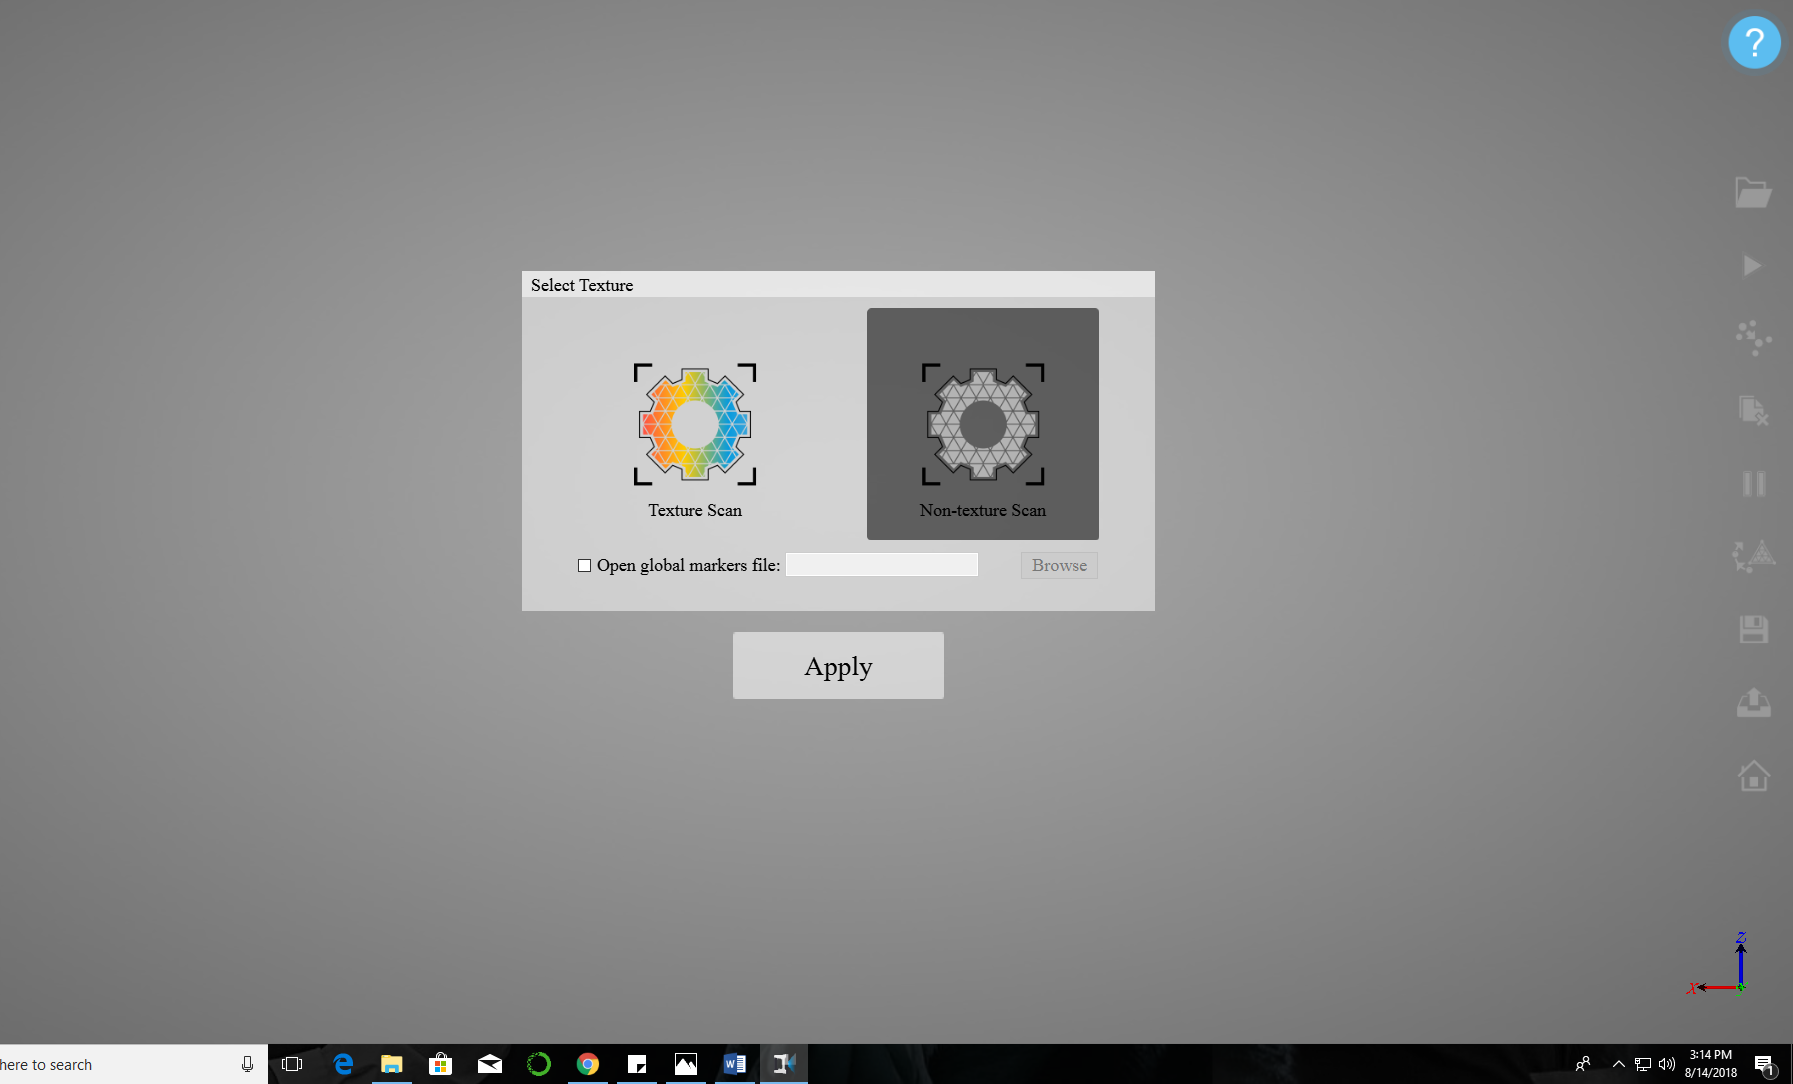 ?
Select Texture
Texture Scan
Non-texture Scan
Open global markers file:
Browse
Apply
z
x
y
here to search
3:14 PM
8/14/2018
1